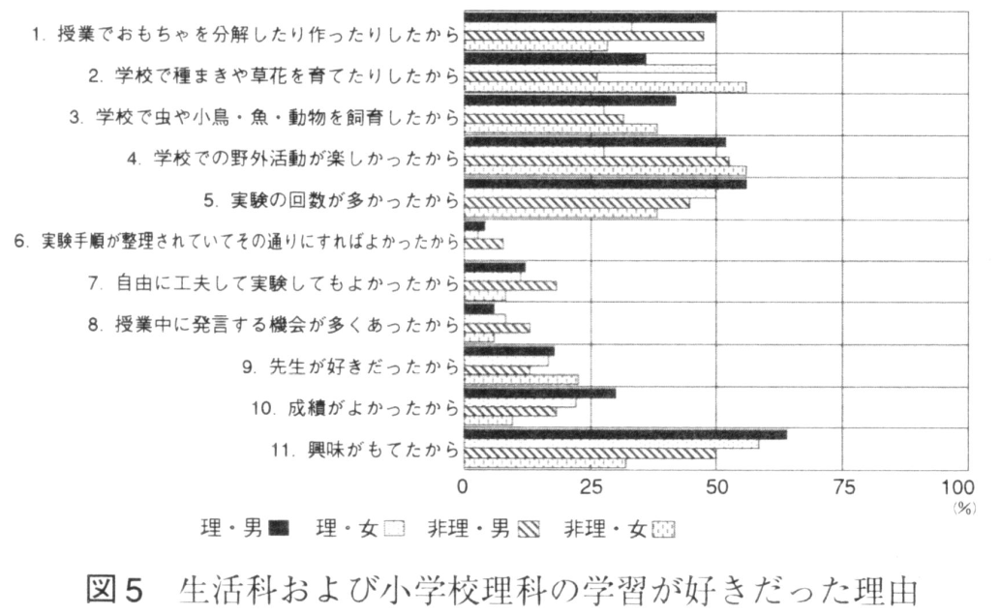 1. 授業でおもちゃを分解したり作ったりしたから
2. 学校で種まきや草花を育てたりしたから
3. 学校で虫や小鳥・魚・動物を飼育したから
4. 学校での野外活動が楽しかったから
5. 実験の回数が多かったから
6. 実験手順が整理されていてその通りにすればよかったから
7. 自由に工夫して実験してもよかったから
8. 授業中に発言する機会が多くあったから
9. 先生が好きだったから
10. 成績がよかったから
11. 興味がもてたから
0 25 50 75 100
(%)
理・男 理・女 非理・男 非理・女
図5 生活科および小学校理科の学習が好きだった理由